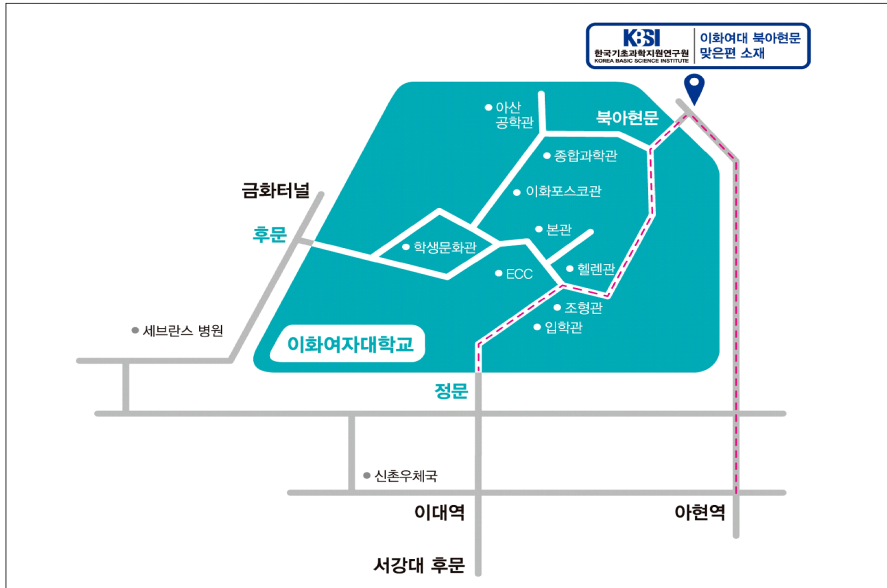 KBSI
한국기초과학지원연구원
KOREA BASIC SCIENCE INSTITUTE
이화여대 북아현문
맞은편 소재
아산
공학관
북아현문
종합과학관
이화포스코관
금화터널
후문
본관
학생문화관
ECC
헬렌관
조형관
입학관
세브란스 병원
이화여자대학교
정문
신촌우체국
이대역
아현역
서강대 후문